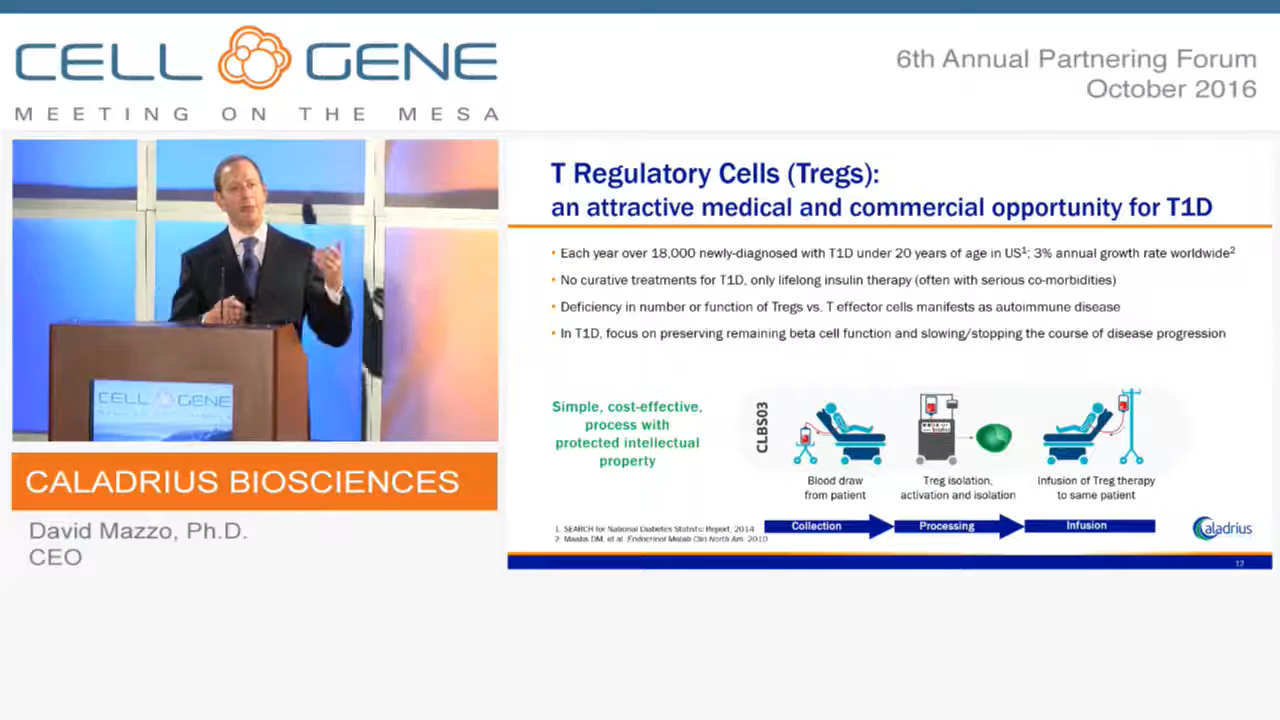 CELL GENE
MEETING ON THE MESA
6th Annual Partnering Forum
October 2016
CELL GENE
CALADRIUS BIOSCIENCES
David Mazzo, Ph.D.
CEO
T Regulatory Cells (Tregs):
an attractive medical and commercial opportunity for T1D
• Each year over 18,000 newly-diagnosed with T1D under 20 years of age in US¹; 3% annual growth rate worldwide²
• No curative treatments for T1D, only lifelong insulin therapy (often with serious co-morbidities)
• Deficiency in number or function of Tregs vs. T effector cells manifests as autoimmune disease
• In T1D, focus on preserving remaining beta cell function and slowing/stopping the course of disease progression
Simple, cost-effective,
process with
protected intellectual
property
CLBS03
Blood draw
from patient
Treg isolation,
activation and isolation
Infusion of Treg therapy
to same patient
Collection
Processing
Infusion
1. SEARCH for National Diabetes Statistic Report, 2014
2. Maahs DM, et al. Endocrinol Metab Clin North Am. 2010
Caladrius
12